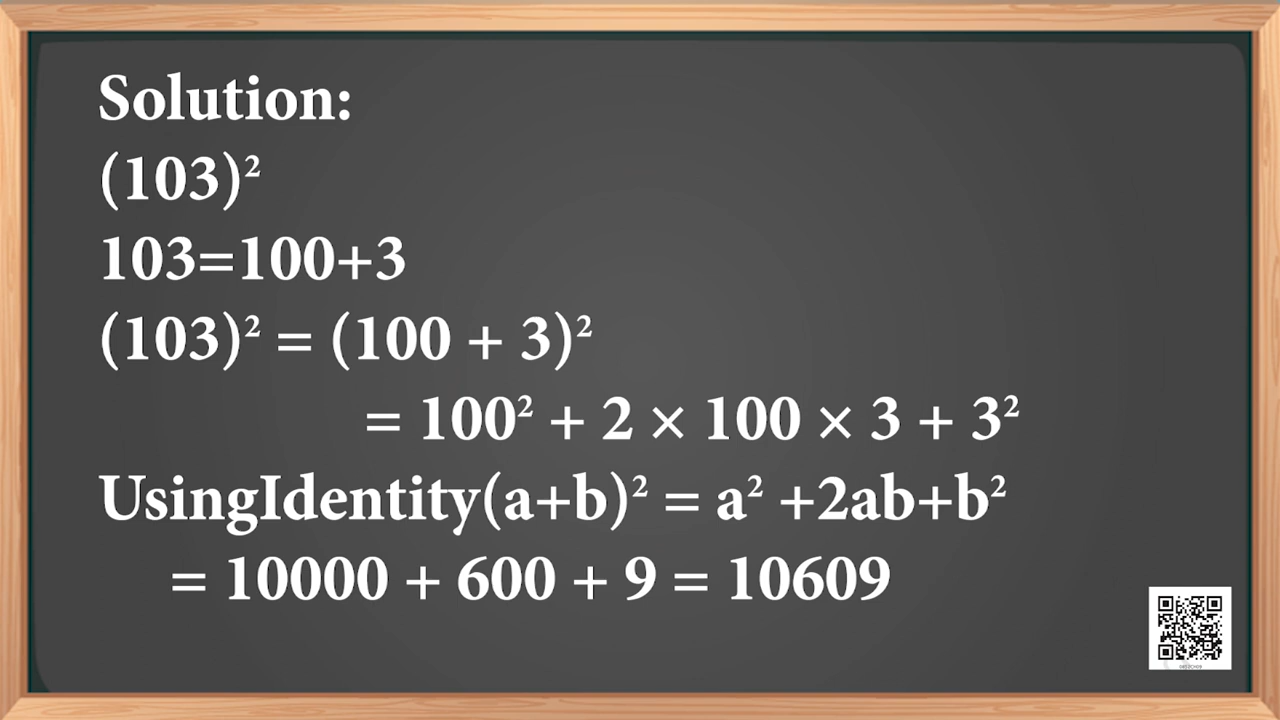 Solution:
(103)²
103=100+3
(103)² = (100 + 3)²
= 100² + 2 × 100 × 3 + 3²
UsingIdentity(a+b)² = a² +2ab+b²
= 10000 + 600 + 9 = 10609